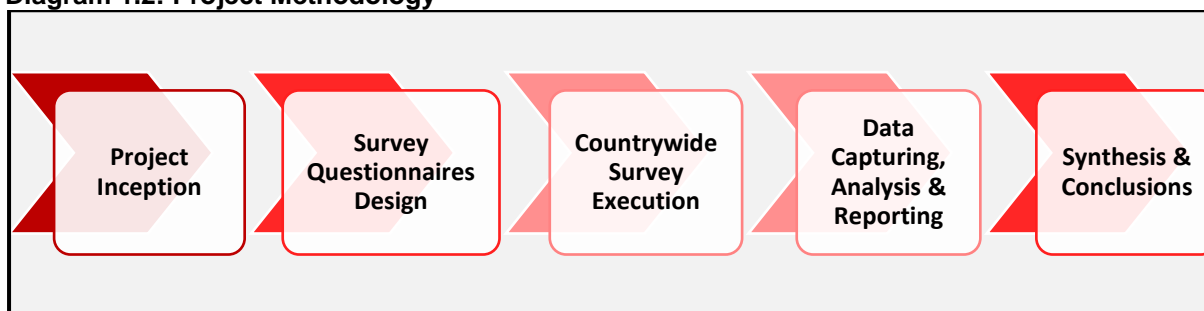 Diagram 1.2: Project Methodology
Project
Inception
Survey
Questionnaires
Design
Countrywide
Survey
Execution
Data
Capturing,
Analysis &
Reporting
Synthesis &
Conclusions